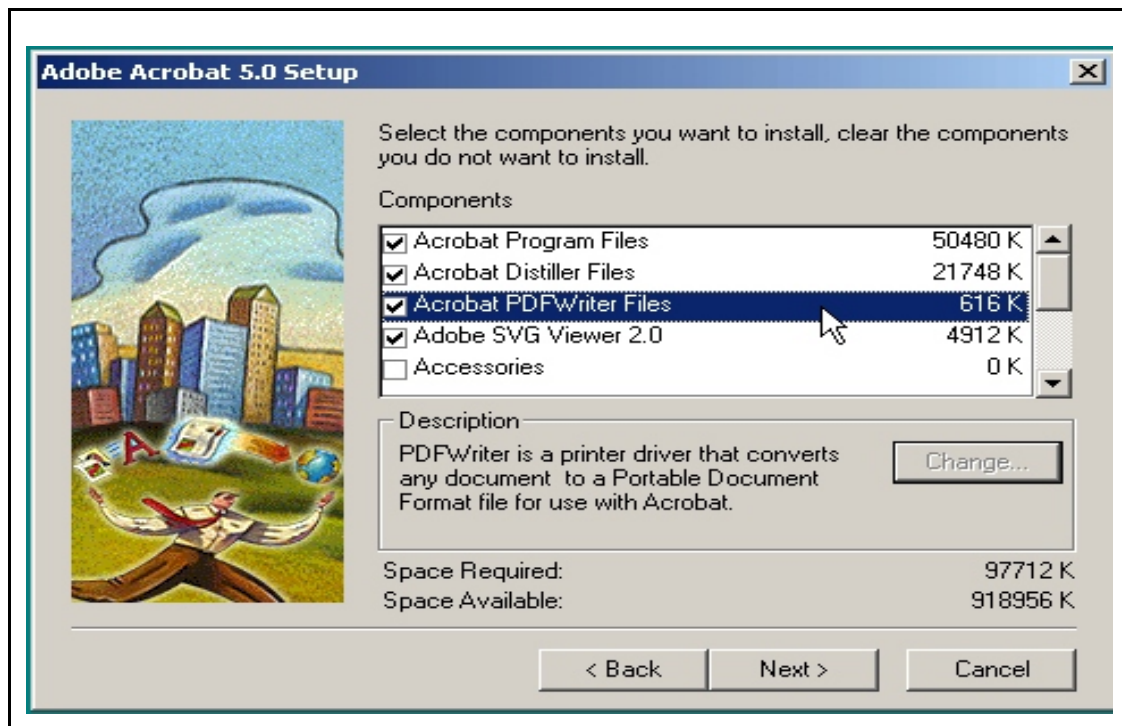 Adobe Acrobat 5.0 Setup
Select the components you want to install, clear the components
you do not want to install.
Components
Acrobat Program Files 50480 K
Acrobat Distiller Files 21748 K
Acrobat PDFWriter Files 616 K
Adobe SVG Viewer 2.0 4912 K
Accessories 0 K
Description
PDFWriter is a printer driver that converts
any document to a Portable Document
Format file for use with Acrobat.
Change...
Space Required: 97712 K
Space Available: 918956 K
< Back Next > Cancel
A